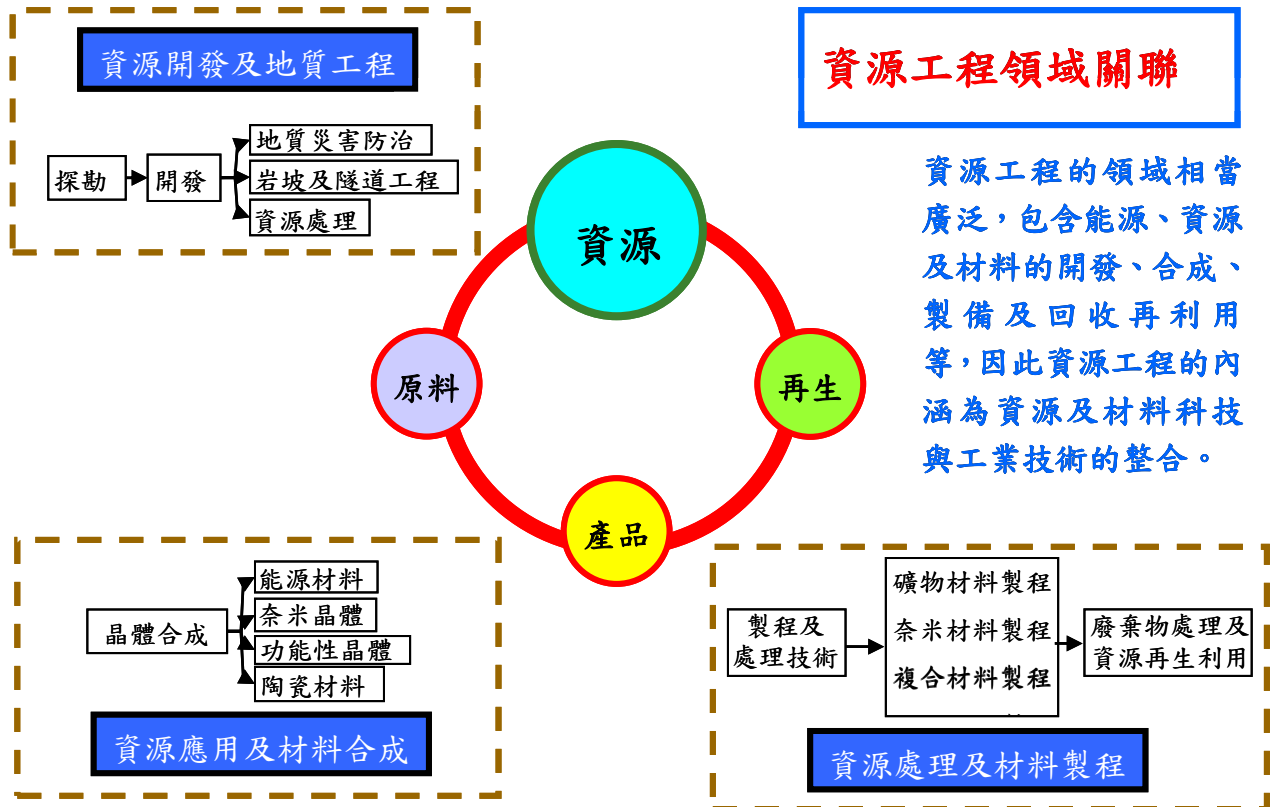 資源開發及地質工程
探勘
開發
地質災害防治
岩坡及隧道工程
資源處理
資源工程領域關聯
資源工程的領域相當
廣泛，包含能源、資源
及材料的開發、合成、
製備及回收再利用
等，因此資源工程的內
涵為資源及材料科技
與工業技術的整合。
資源
原料
再生
產品
晶體合成
能源材料
奈米晶體
功能性晶體
陶瓷材料
資源應用及材料合成
製程及
處理技術
礦物材料製程
奈米材料製程
複合材料製程
廢棄物處理及
資源再生利用
資源處理及材料製程